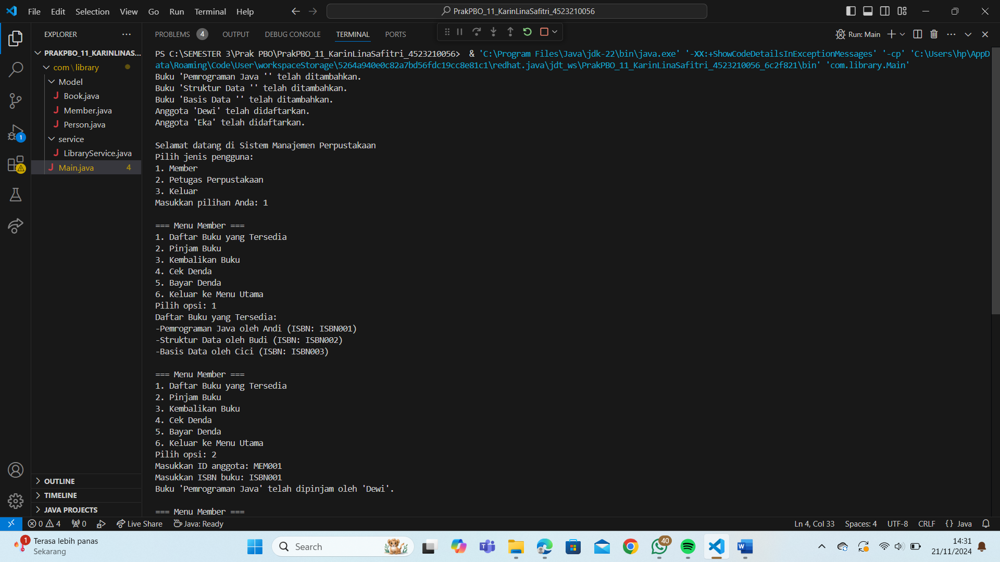 File Edit Selection View Go Run Terminal Help
PrakPBO_11_KarinLinaSafitri_4523210056
EXPLORER
PRAKPBO_11_KARINLINAS...
com\library
Model
Book.java
Member.java
Person.java
service
LibraryService.java
Main.java 4
OUTLINE
TIMELINE
JAVA PROJECTS
1
PROBLEMS 4 OUTPUT DEBUG CONSOLE TERMINAL PORTS
Run: Main
PS C:\SEMESTER 3\Prak PBO\PrakPBO_11_KarinLinaSafitri_4523210056> & 'C:\Program Files\Java\jdk-22\bin\java.exe' '-XX:+ShowCodeDetailsInExceptionMessages' '-cp' 'C:\Users\hp\AppD
ata\Roaming\Code\User\workspaceStorage\5264a940e0c82a7bd56fdc19cc8e81c1\redhat.java\jdt_ws\PrakPBO_11_KarinLinaSafitri_4523210056_6c2f821\bin' 'com.library.Main'
Buku 'Pemrograman Java '' telah ditambahkan.
Buku 'Struktur Data '' telah ditambahkan.
Buku 'Basis Data '' telah ditambahkan.
Anggota 'Dewi' telah didaftarkan.
Anggota 'Eka' telah didaftarkan.
Selamat datang di Sistem Manajemen Perpustakaan
Pilih jenis pengguna:
1. Member
2. Petugas Perpustakaan
3. Keluar
Masukkan pilihan Anda: 1
=== Menu Member ===
1. Daftar Buku yang Tersedia
2. Pinjam Buku
3. Kembalikan Buku
4. Cek Denda
5. Bayar Denda
6. Keluar ke Menu Utama
Pilih opsi: 1
Daftar Buku yang Tersedia:
-Pemrograman Java oleh Andi (ISBN: ISBN001)
-Struktur Data oleh Budi (ISBN: ISBN002)
-Basis Data oleh Cici (ISBN: ISBN003)
=== Menu Member ===
1. Daftar Buku yang Tersedia
2. Pinjam Buku
3. Kembalikan Buku
4. Cek Denda
5. Bayar Denda
6. Keluar ke Menu Utama
Pilih opsi: 2
Masukkan ID anggota: MEM001
Masukkan ISBN buku: ISBN001
Buku 'Pemrograman Java' telah dipinjam oleh 'Dewi'.
=== Menu Member ===
0 4 0 Live Share Java: Ready
Ln 4, Col 33 Spaces: 4 UTF-8 CRLF {} Java
1
Terasa lebih panas
Sekarang
Search
40
14:31
21/11/2024